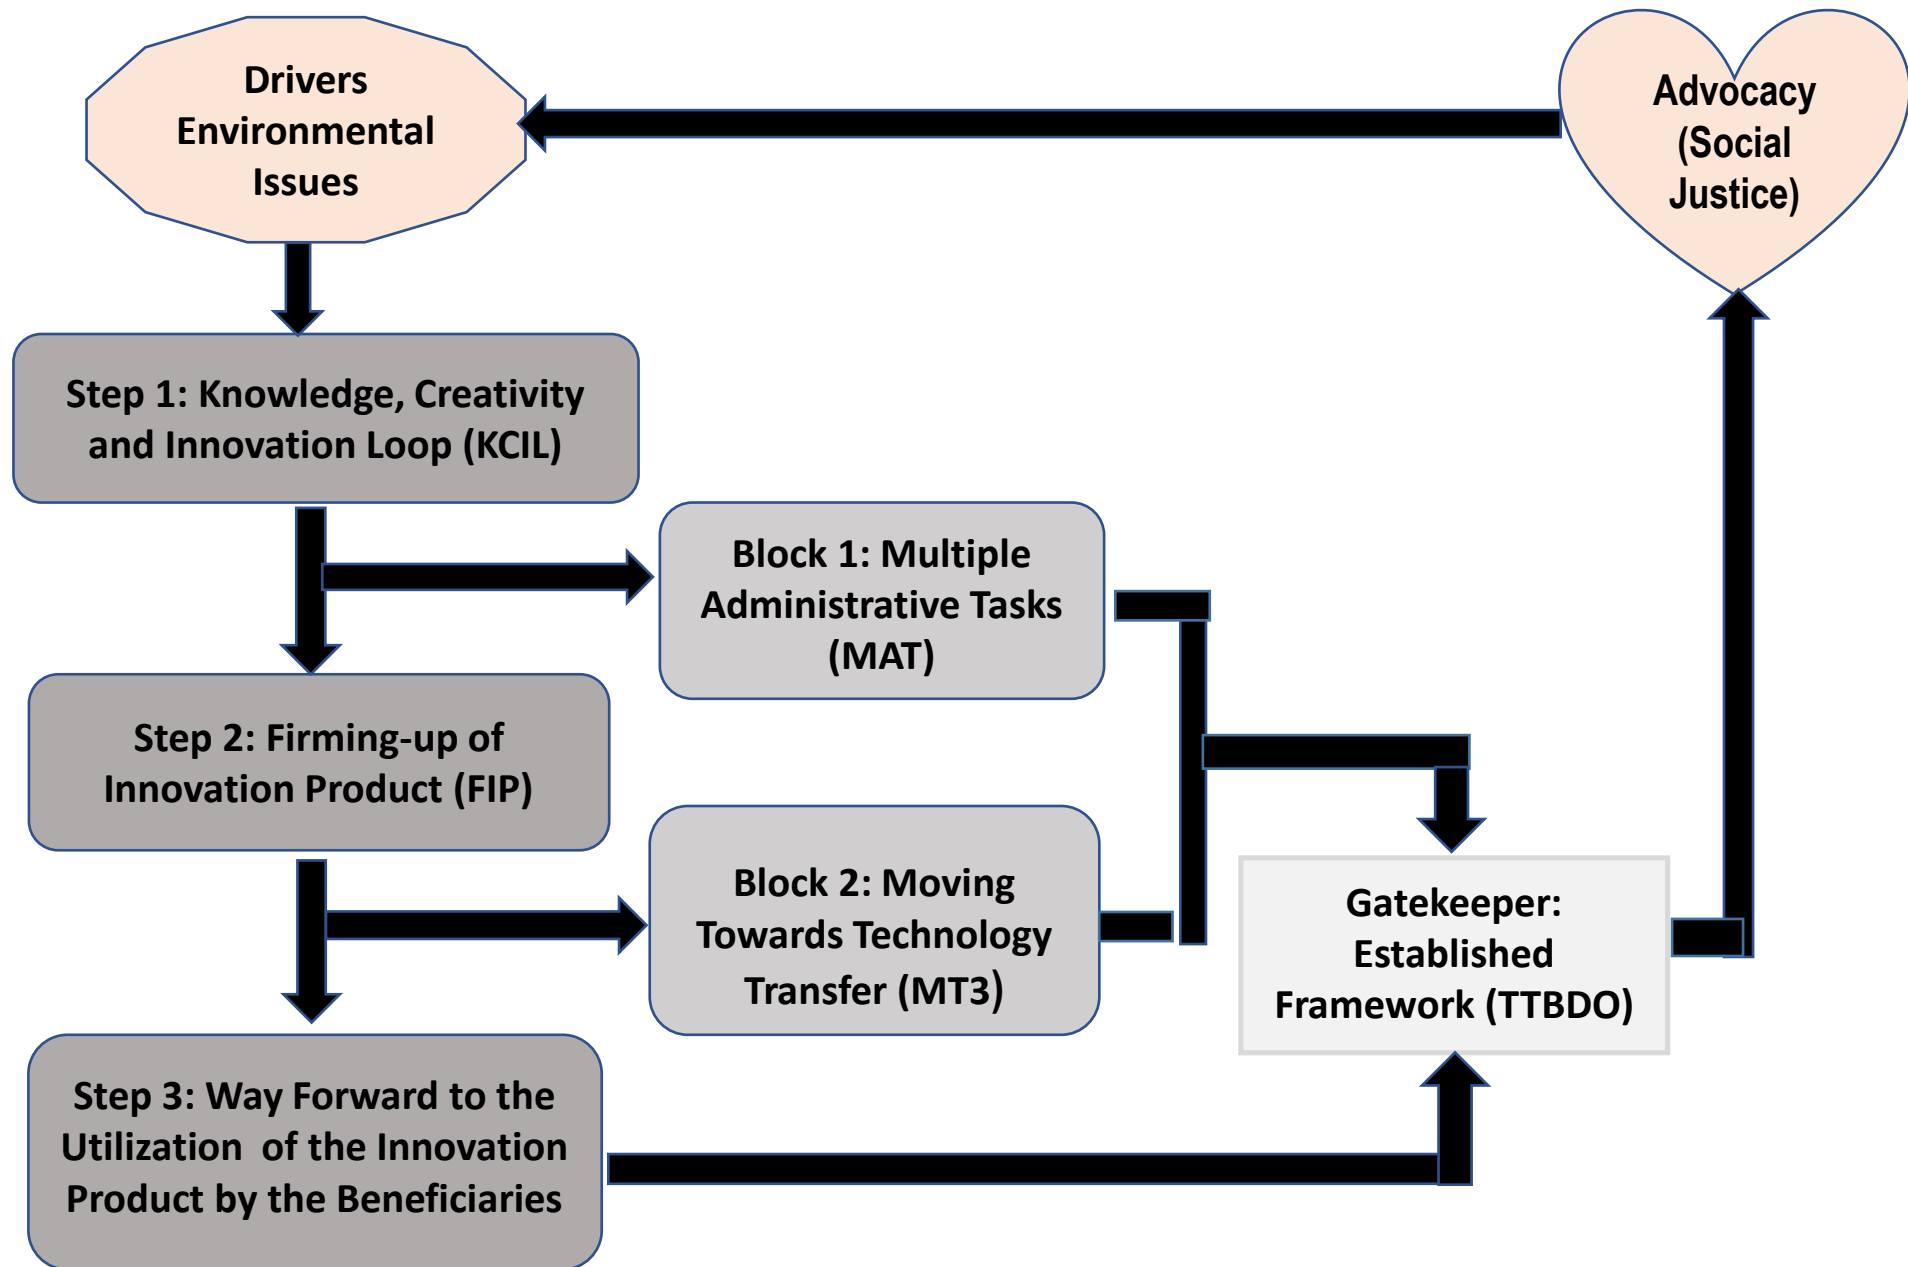 Drivers
Environmental
Issues
Advocacy
(Social
Justice)
Step 1: Knowledge, Creativity
and Innovation Loop (KCIL)
Block 1: Multiple
Administrative Tasks
(MAT)
Step 2: Firming-up of
Innovation Product (FIP)
Block 2: Moving
Towards Technology
Transfer (MT3)
Gatekeeper:
Established
Framework (TTBDO)
Step 3: Way Forward to the
Utilization  of the Innovation
Product by the Beneficiaries